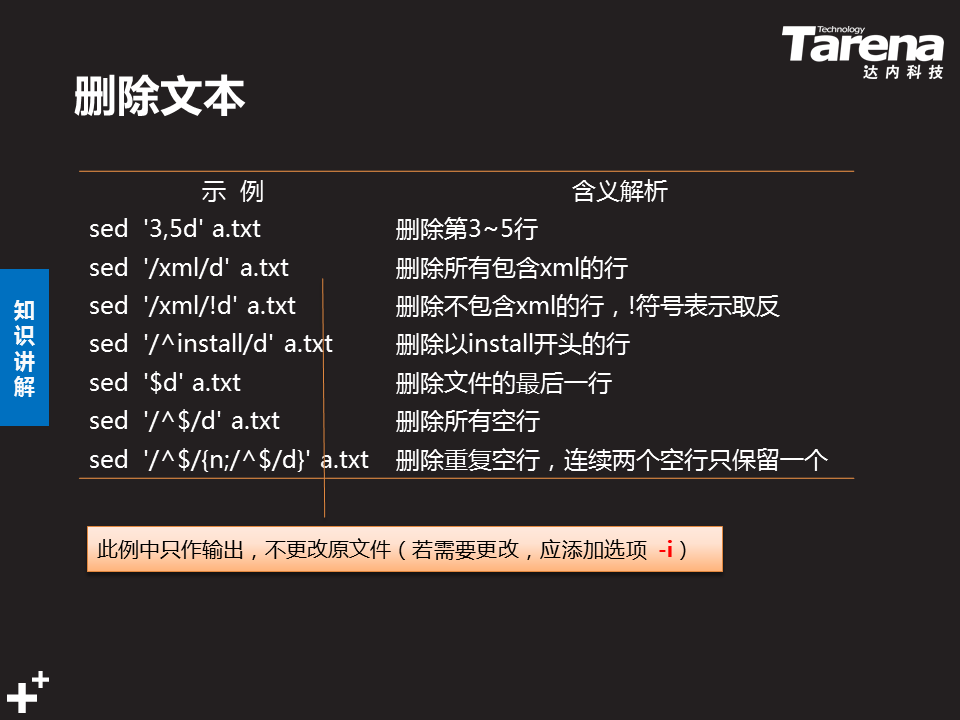 Technology
Tarena
达内科技
删除文本
示 例 含义解析
sed '3,5d' a.txt 删除第3~5行
sed '/xml/d' a.txt 删除所有包含xml的行
sed '/xml/!d' a.txt 删除不包含xml的行，!符号表示取反
sed '/^install/d' a.txt 删除以install开头的行
sed '$d' a.txt 删除文件的最后一行
sed '/^$/d' a.txt 删除所有空行
sed '/^$/{n;/^$/d}' a.txt 删除重复空行，连续两个空行只保留一个
知识讲解
此例中只作输出，不更改原文件（若需要更改，应添加选项 -i）